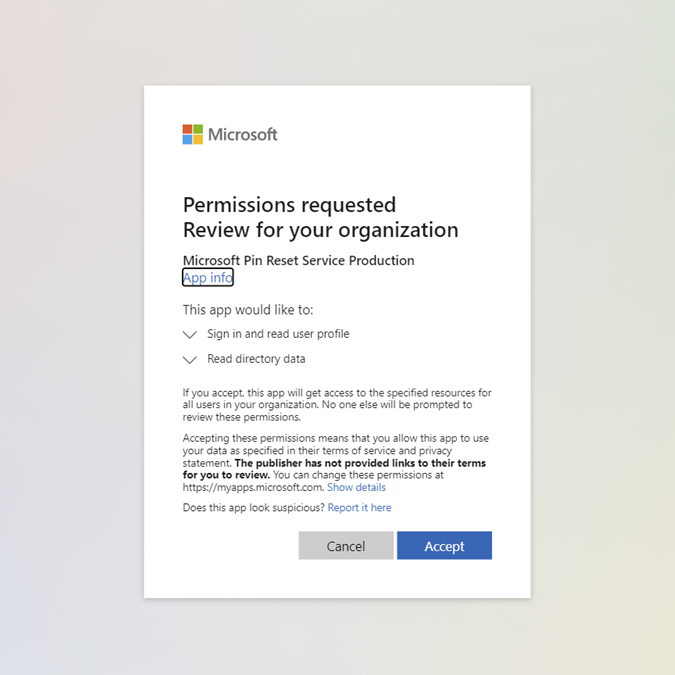 Microsoft
Permissions requested
Review for your organization
Microsoft Pin Reset Service Production
App info
This app would like to:
Sign in and read user profile
Read directory data
If you accept, this app will get access to the specified resources for
all users in your organization. No one else will be prompted to
review these permissions.
Accepting these permissions means that you allow this app to use
your data as specified in their terms of service and privacy
statement. The publisher has not provided links to their terms
for you to review. You can change these permissions at
https://myapps.microsoft.com. Show details
Does this app look suspicious? Report it here
Cancel Accept